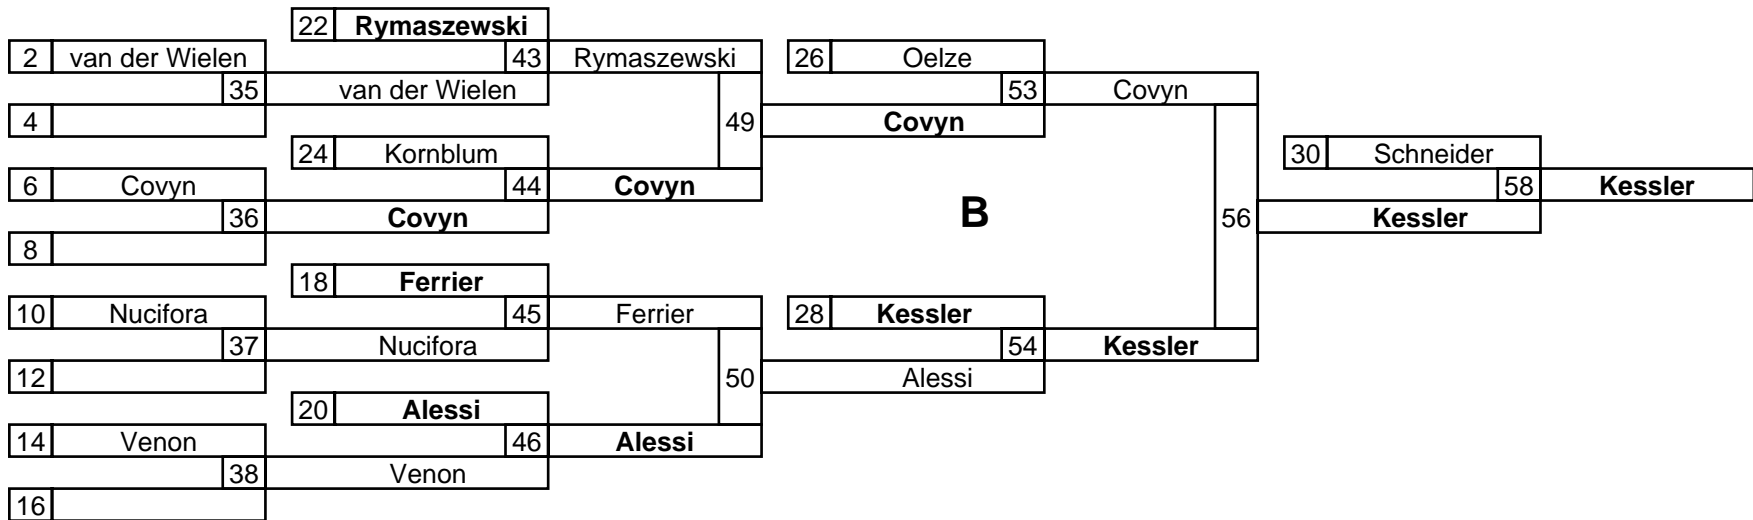 22 Rymaszewski
2 van der Wielen 43 Rymaszewski 26 Oelze
35 van der Wielen 53 Covyn
4 49 Covyn
24 Kornblum 30 Schneider
6 Covyn 44 Covyn 58 Kessler
36 Covyn B 56 Kessler
8
18 Ferrier
10 Nucifora 45 Ferrier 28 Kessler
37 Nucifora 54 Kessler
12 50 Alessi
20 Alessi
14 Venon 46 Alessi
38 Venon
16